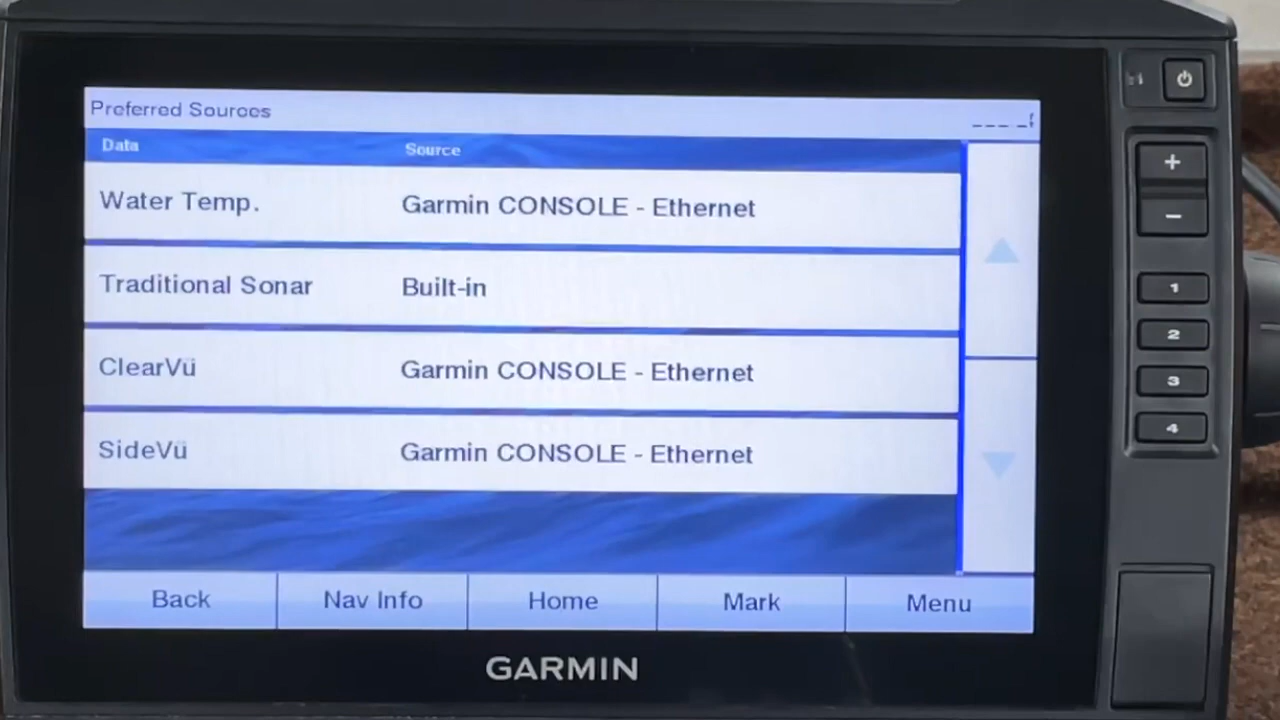 Preferred Sources
Data Source
Water Temp. Garmin CONSOLE - Ethernet
Traditional Sonar Built-in
ClearVü Garmin CONSOLE - Ethernet
SideVü Garmin CONSOLE - Ethernet
Back Nav Info Home Mark Menu
GARMIN
+
−
1
2
3
4